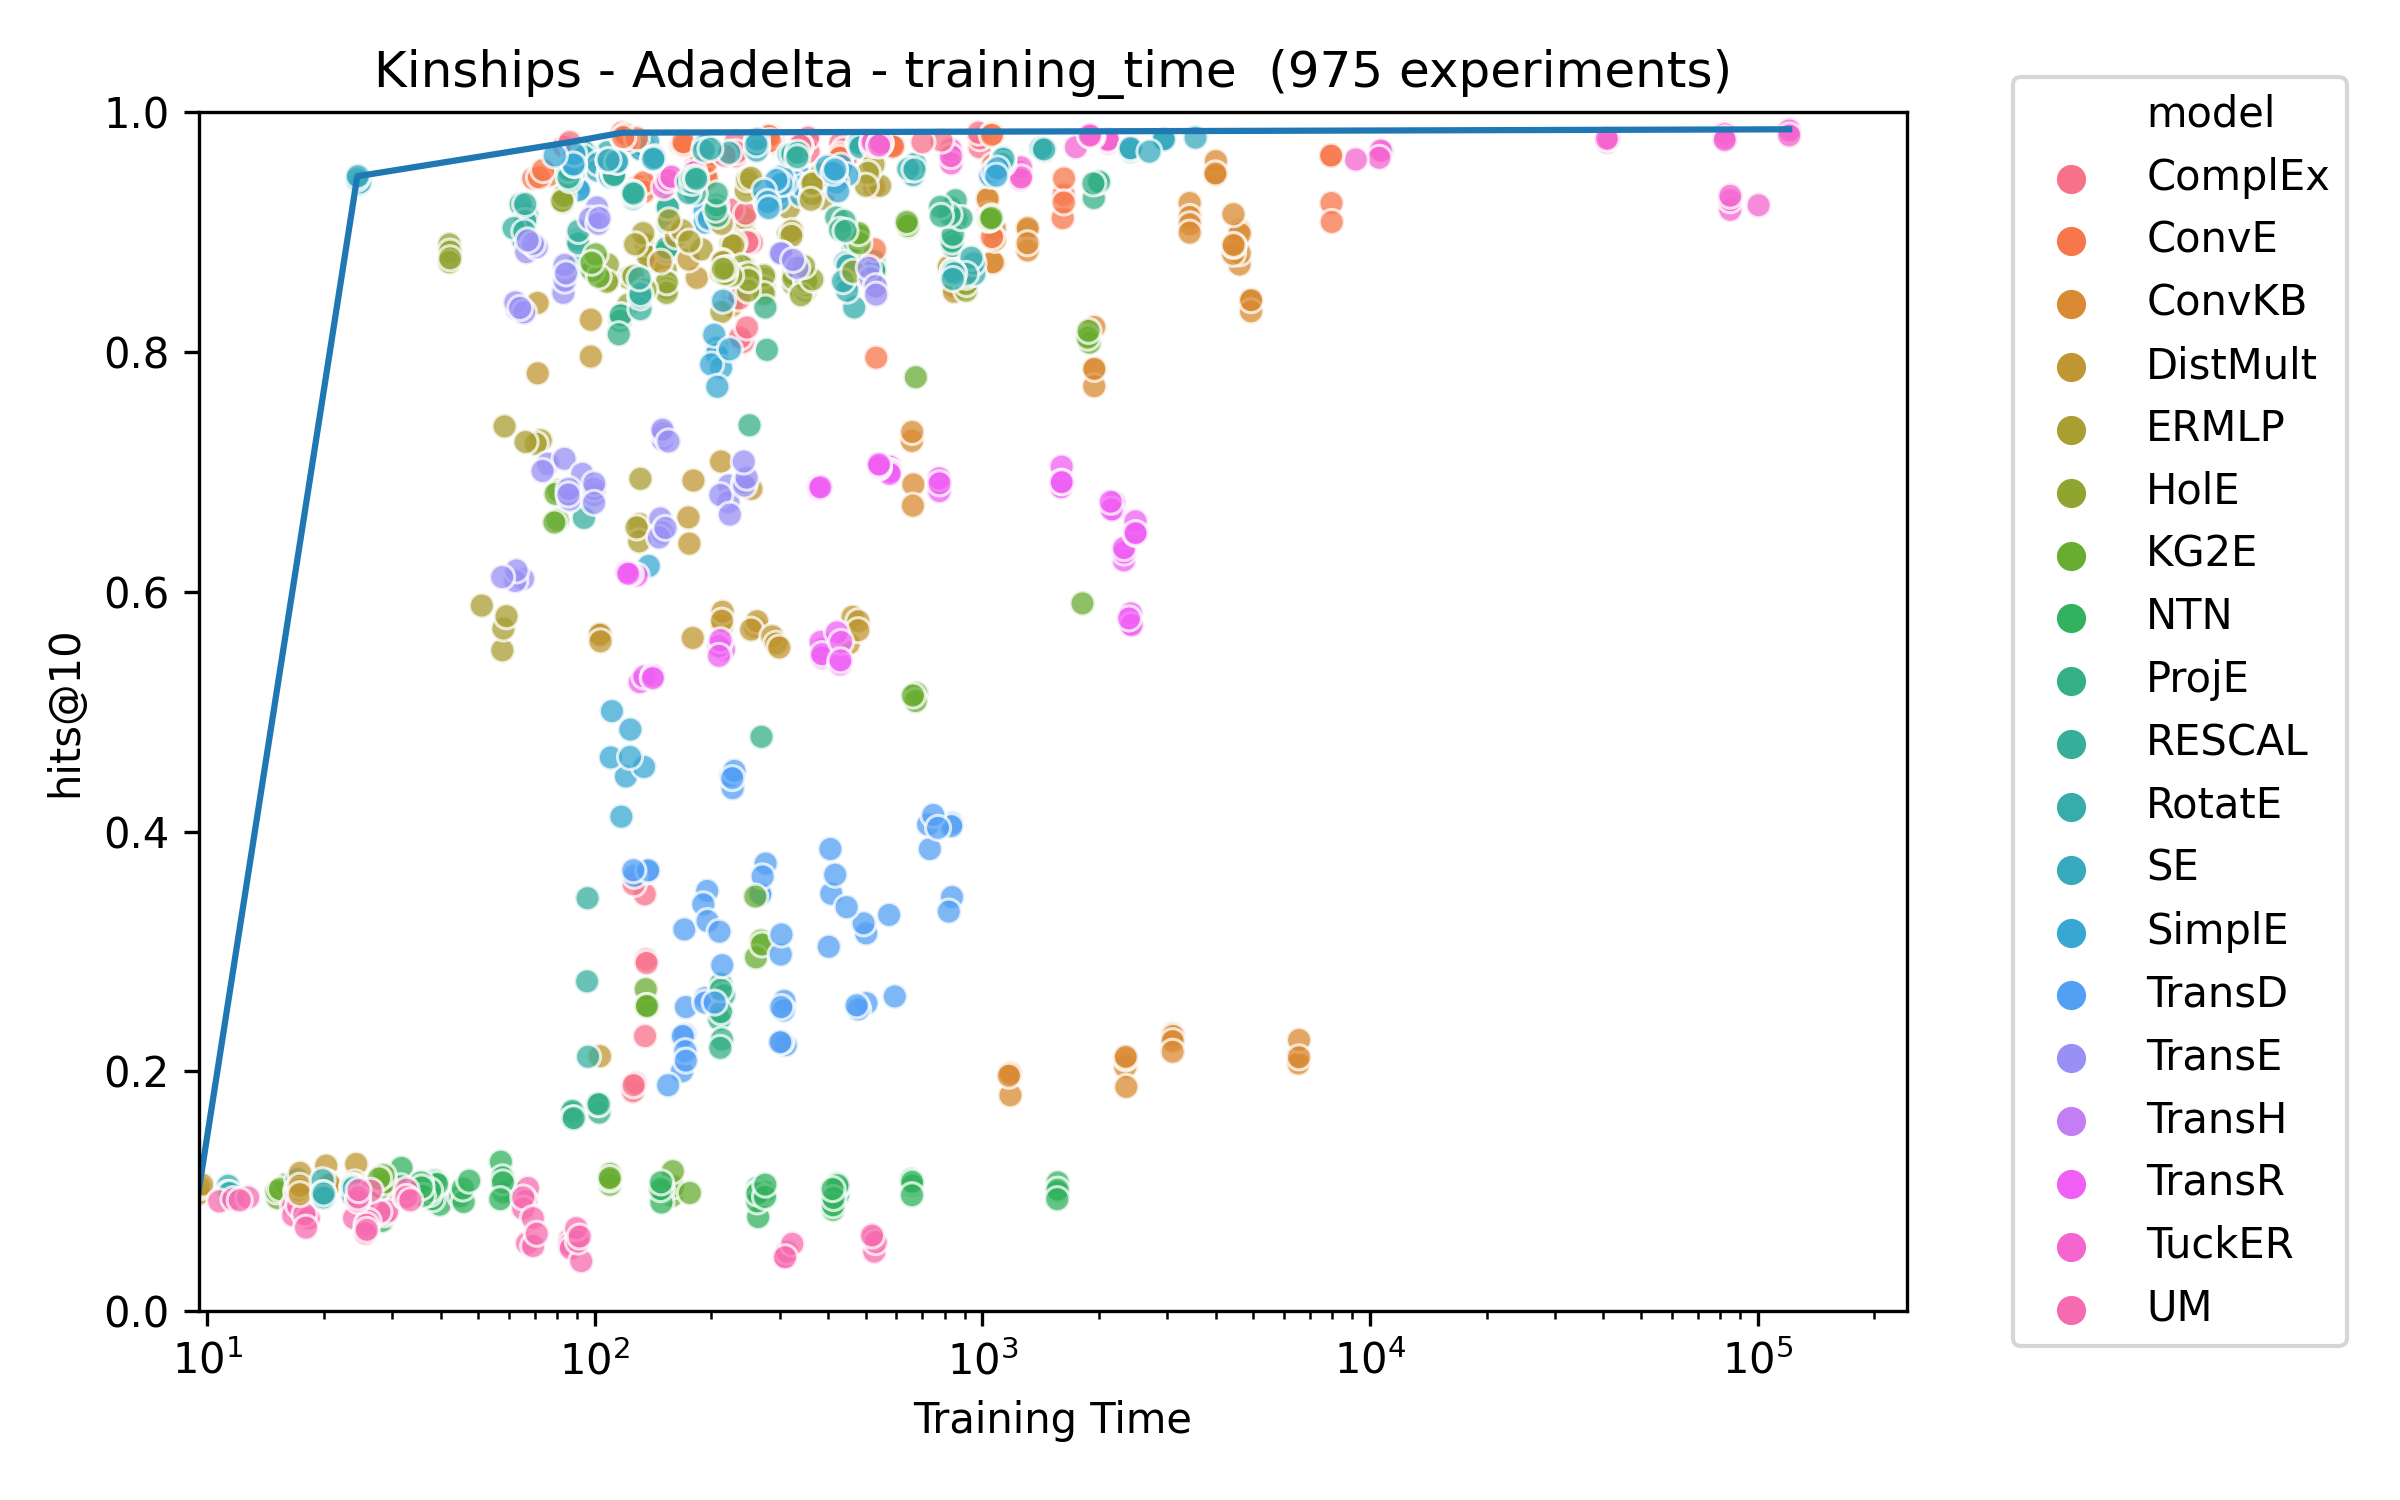 Kinships - Adadelta - training_time  (975 experiments)
hits@10
1.0
0.8
0.6
0.4
0.2
0.0
10¹ 10² 10³ 10⁴ 10⁵
Training Time
model
ComplEx
ConvE
ConvKB
DistMult
ERMLP
HolE
KG2E
NTN
ProjE
RESCAL
RotatE
SE
SimplE
TransD
TransE
TransH
TransR
TuckER
UM